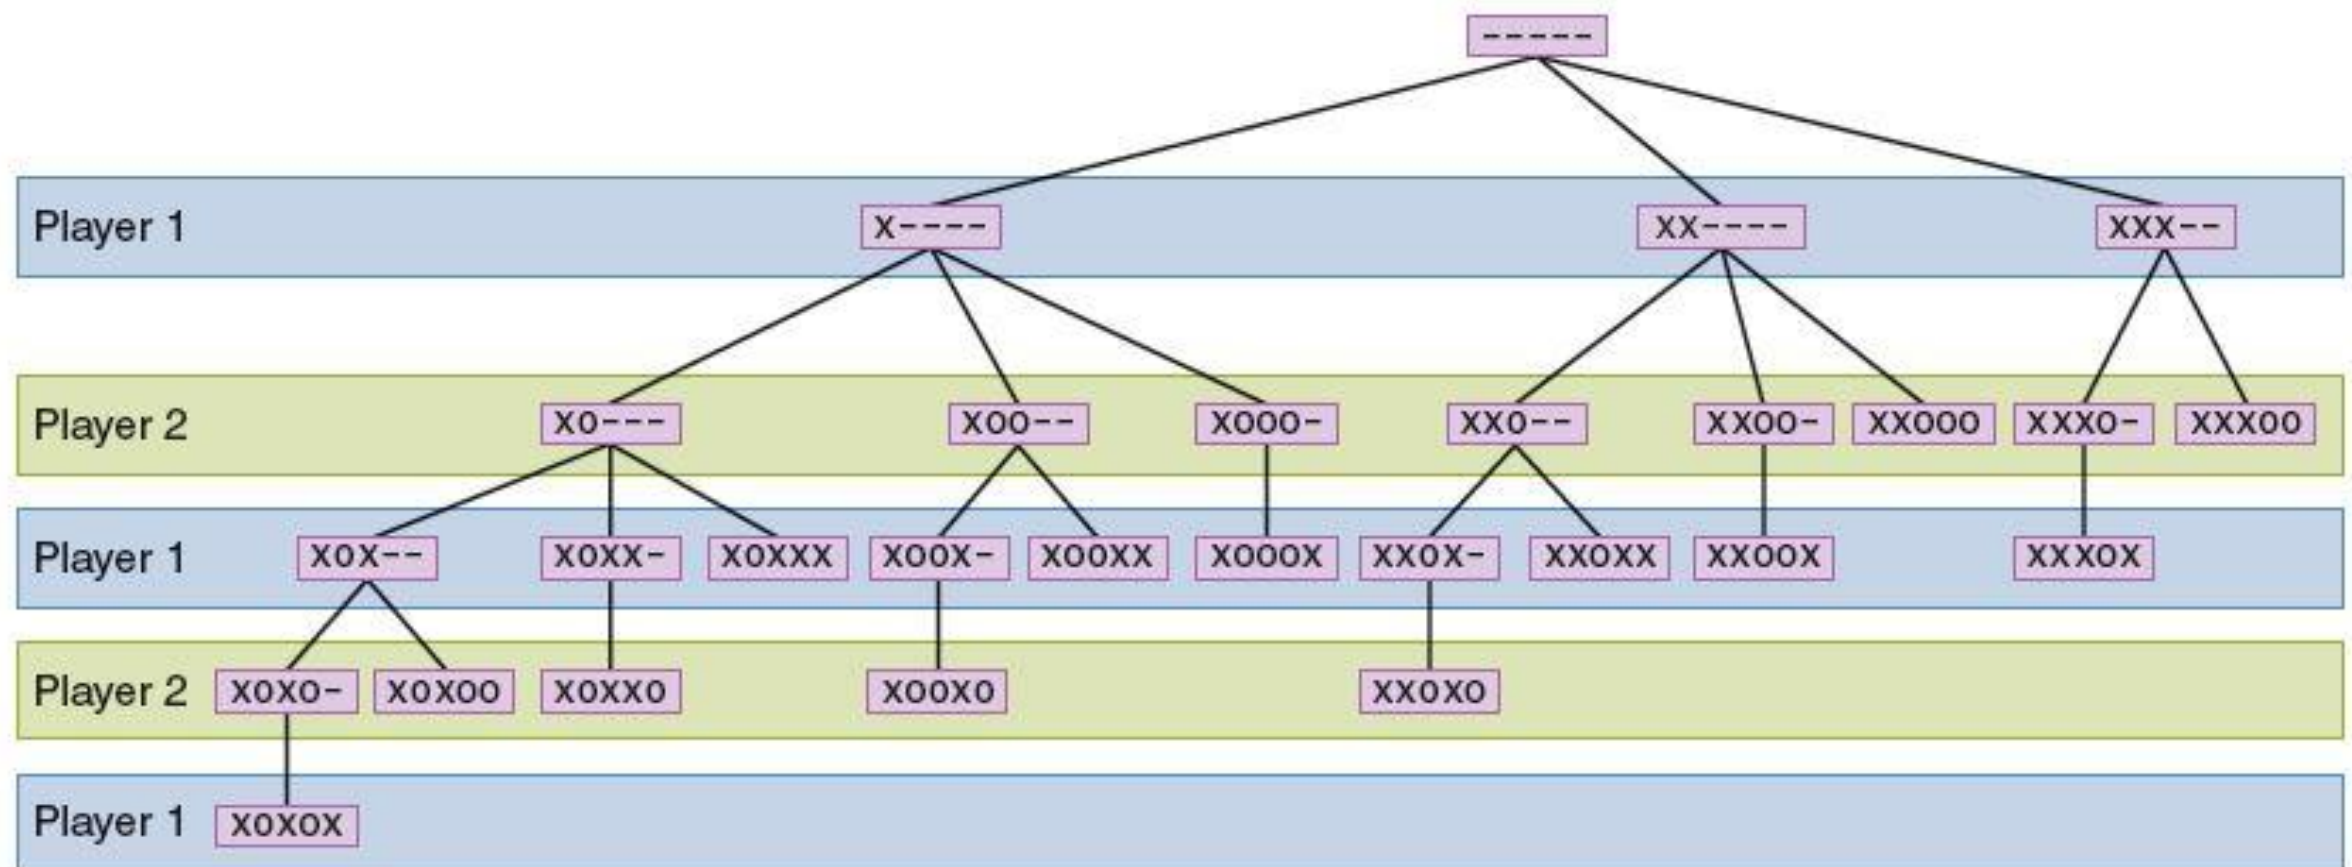 -----
Player 1 X---- XX---- XXX--
Player 2 XO--- XOO-- XOOO- XXO-- XXOO- XXOOO XXXO- XXXOO
Player 1 XOX-- XOXX- XOXXX XOOX- XOOXX XOOOX XXOX- XXOXX XXOOX XXXOX
Player 2 XOXO- XOXOO XOXXO XOOXO XXOXO
Player 1 XOXOX